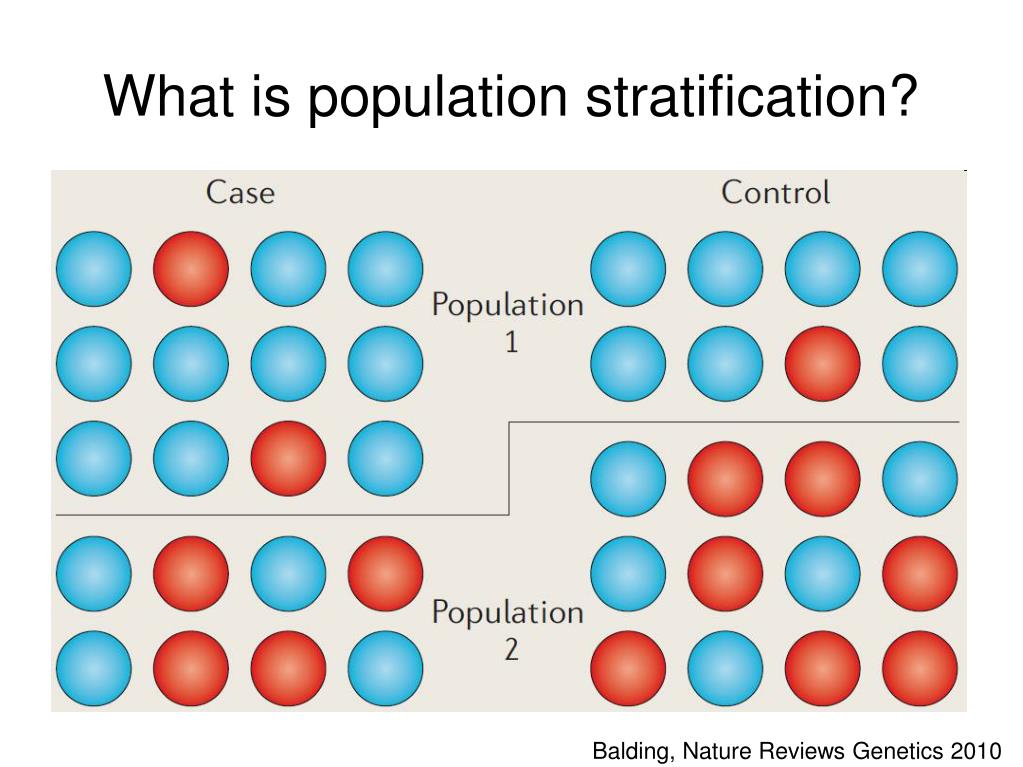 What is population stratification?
Case
Control
Population
1
Population
2
Balding, Nature Reviews Genetics 2010